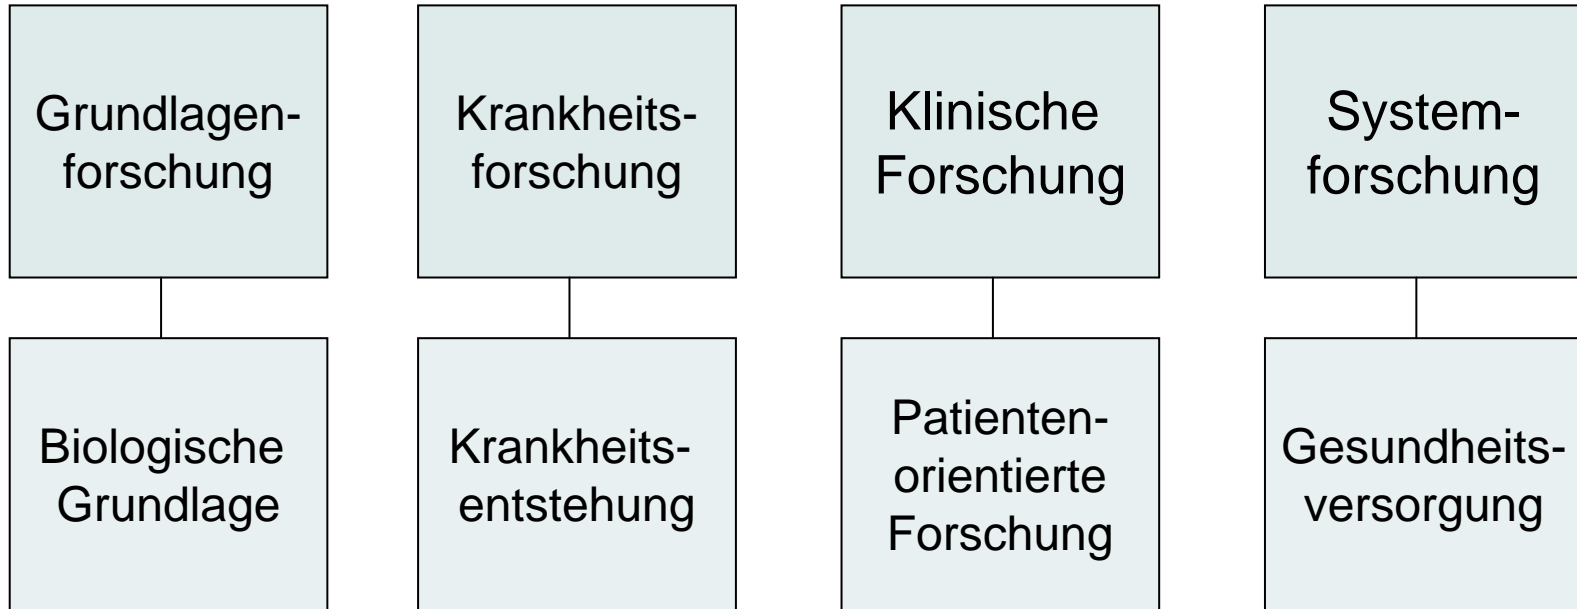 Grundlagen-
forschung
Krankheits-
forschung
Klinische
Forschung
System-
forschung
Biologische
Grundlage
Krankheits-
entstehung
Patienten-
orientierte
Forschung
Gesundheits-
versorgung